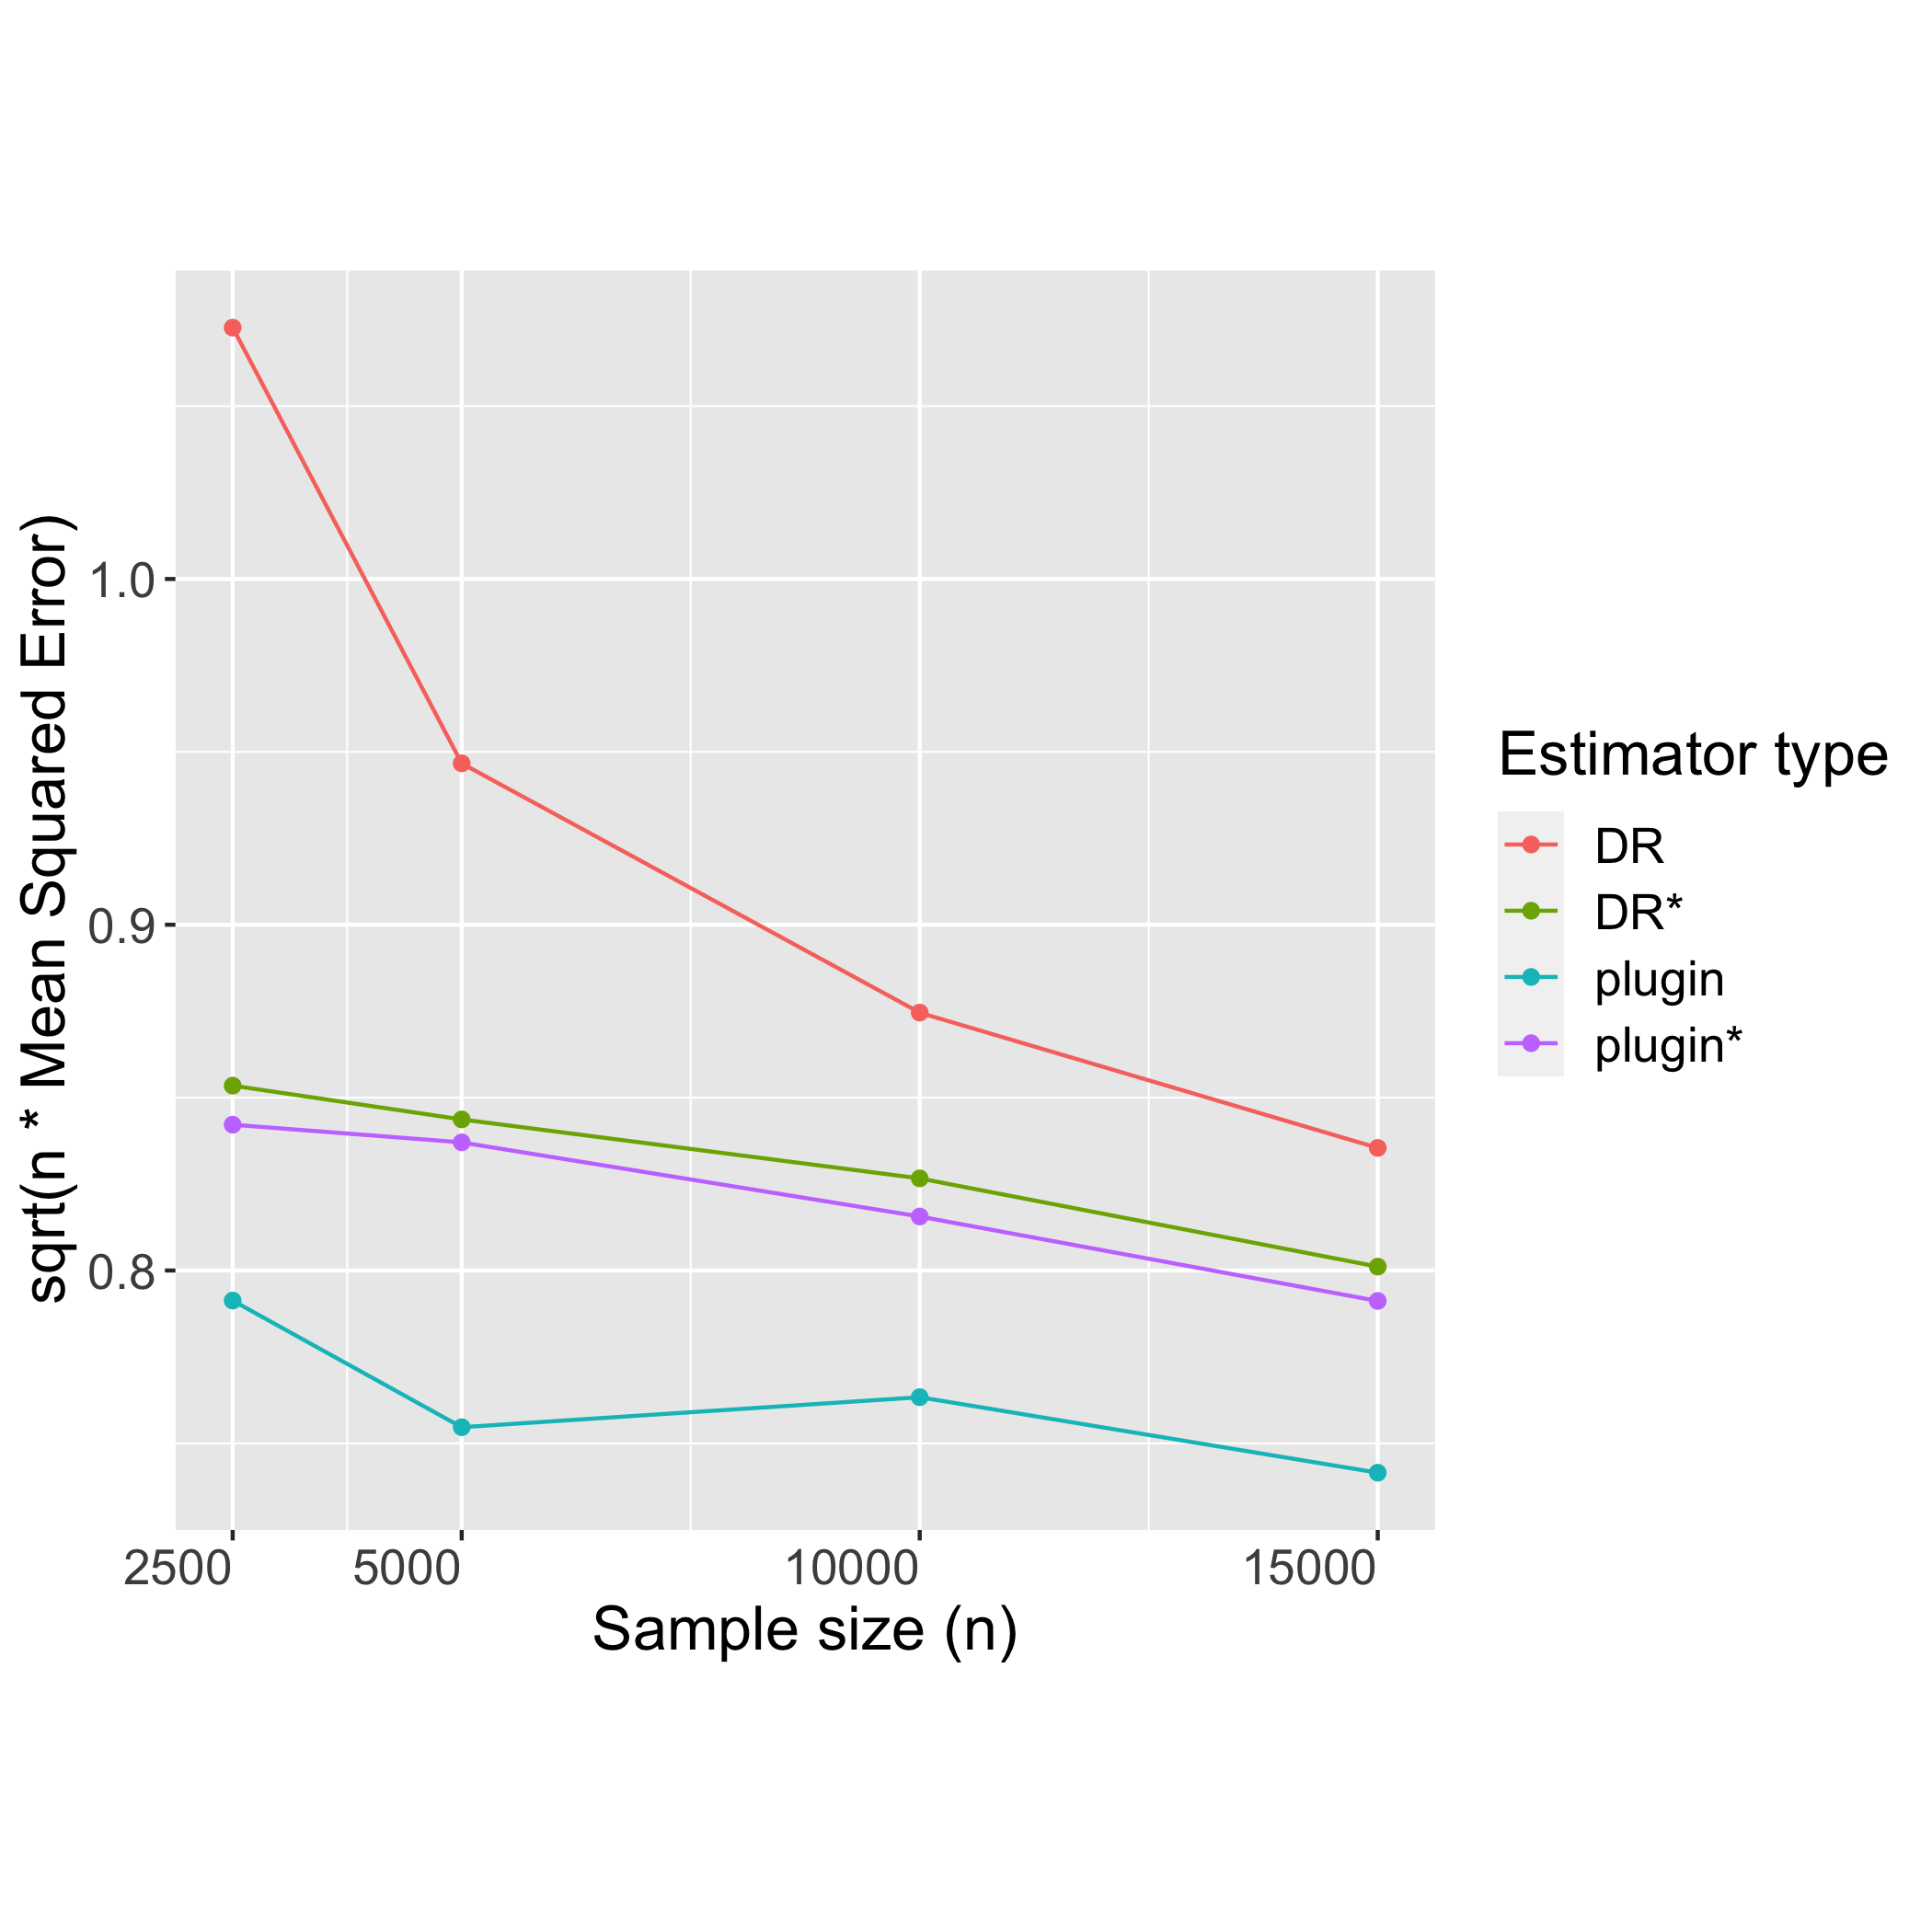 sqrt(n * Mean Squared Error)
1.0
0.9
0.8
2500 5000 10000 15000
Sample size (n)
Estimator type
DR
DR*
plugin
plugin*